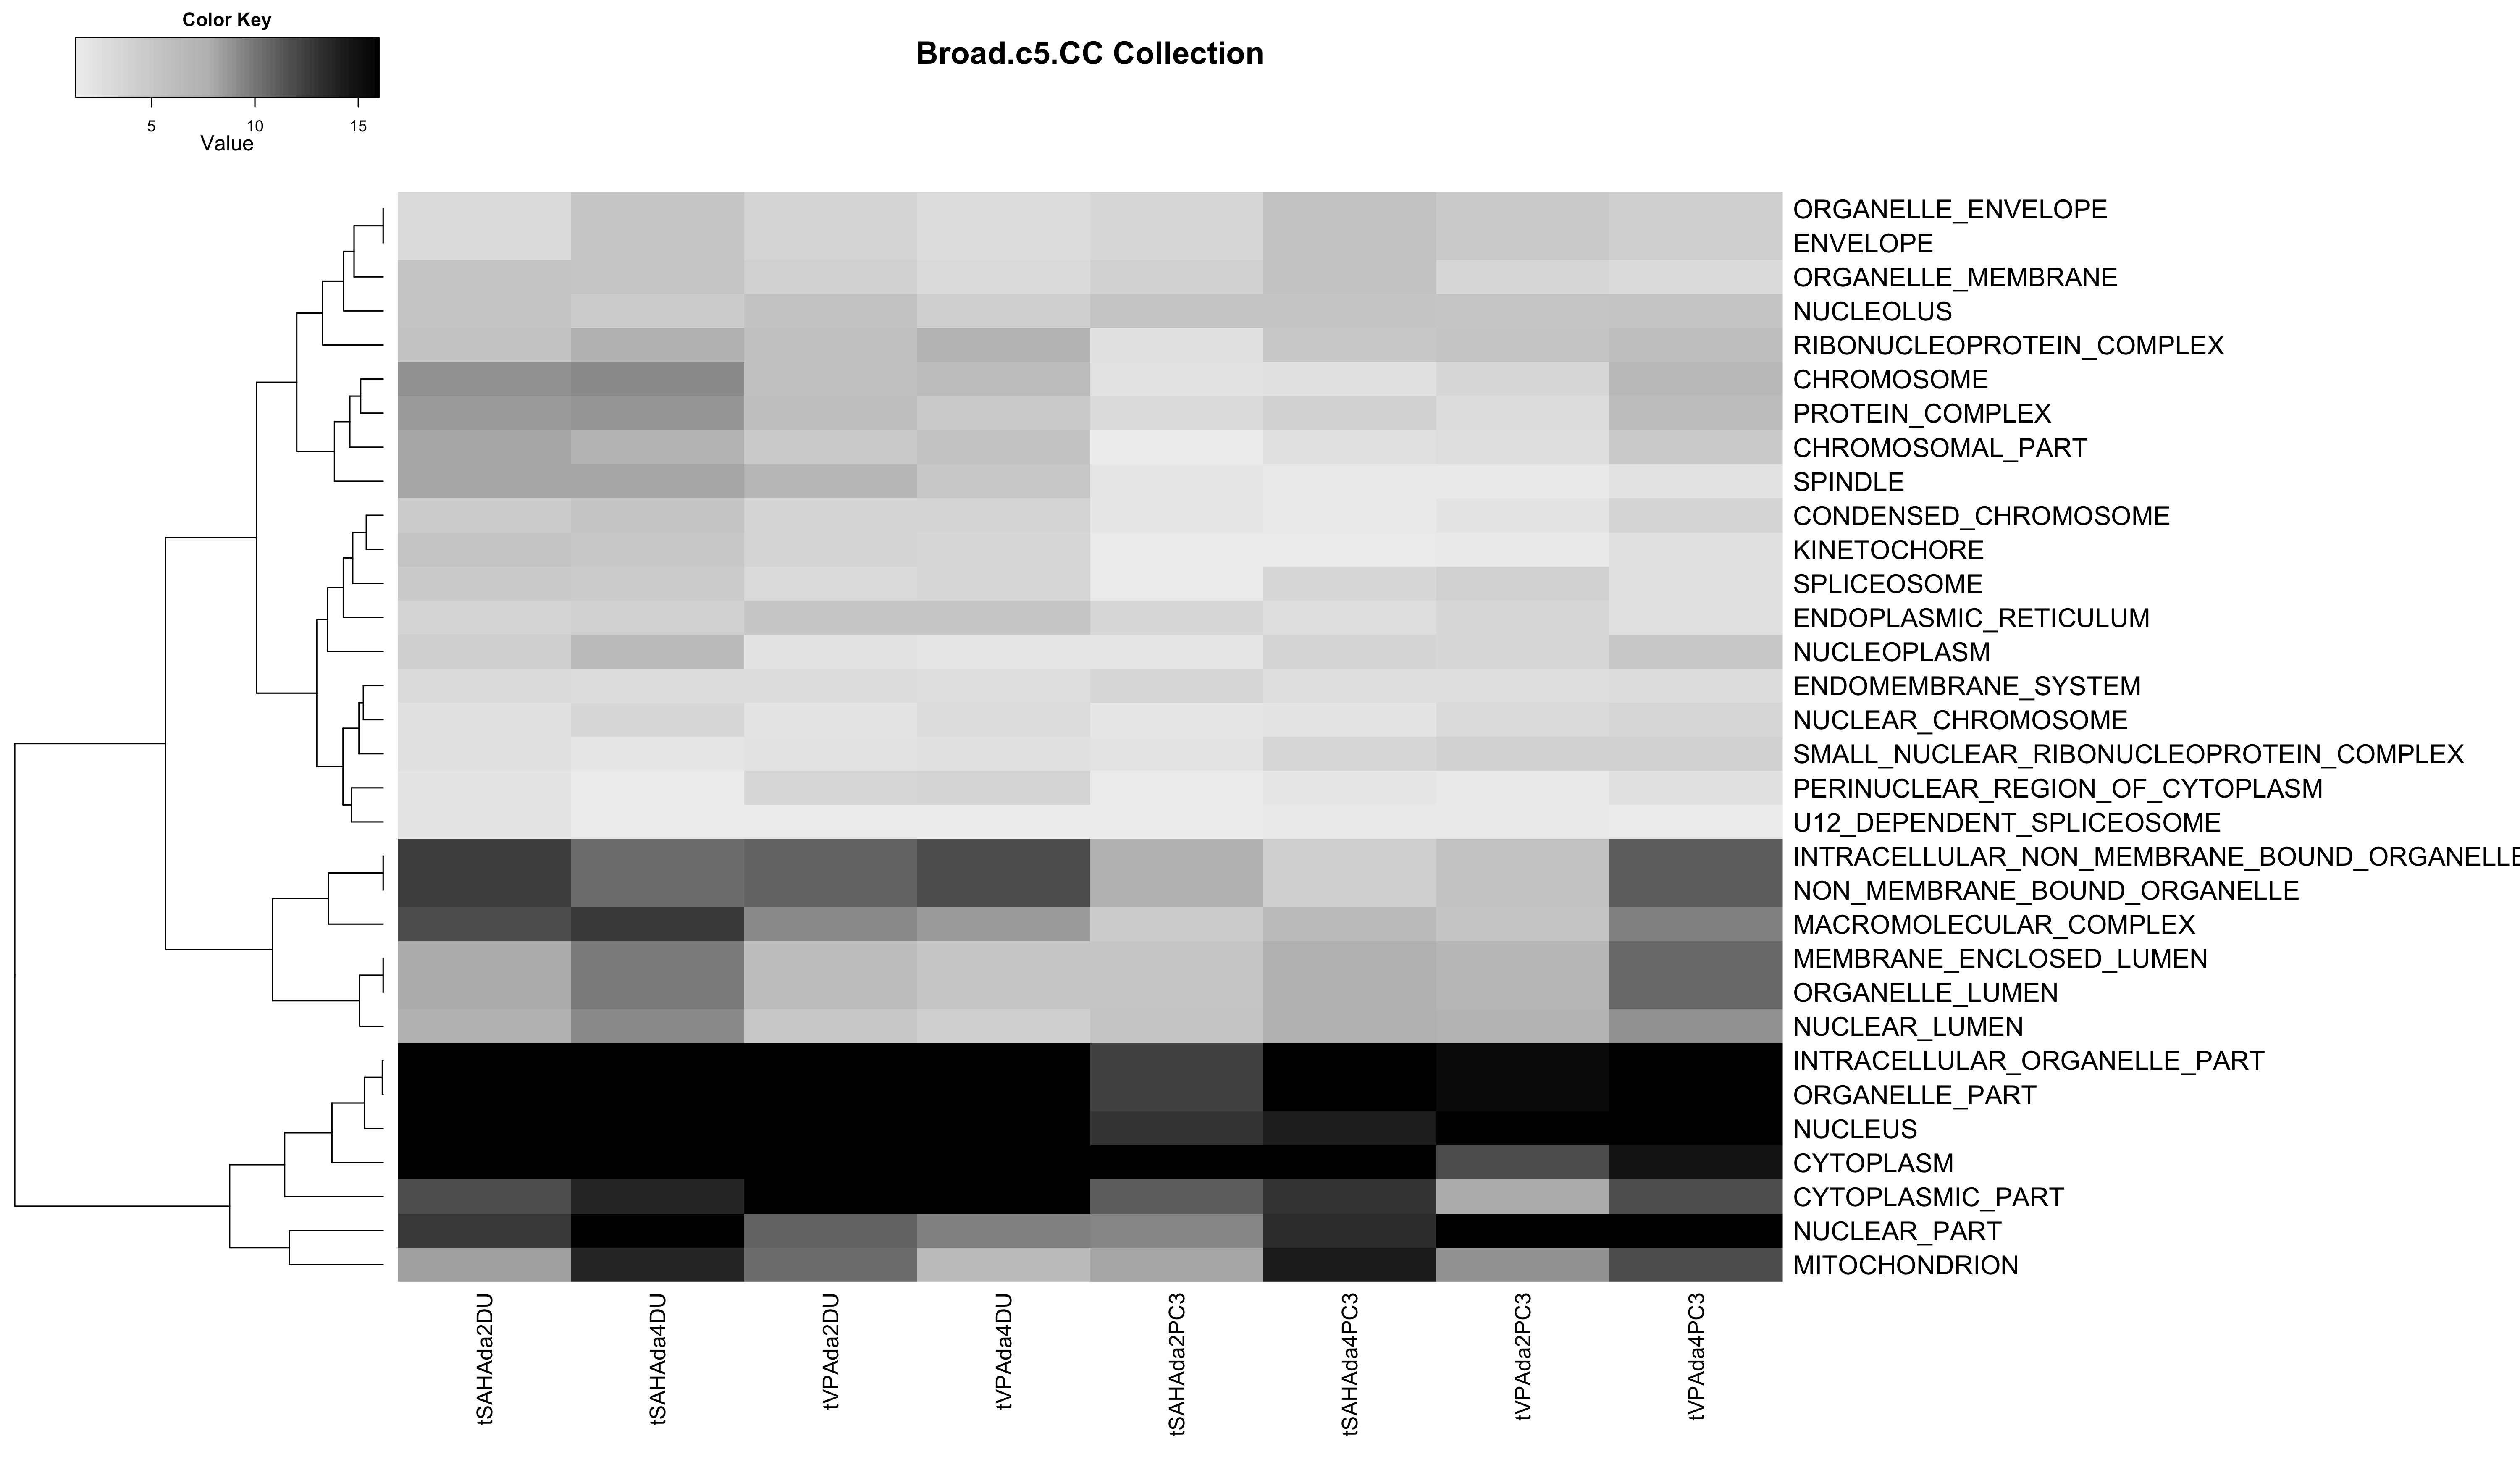 Color Key
5 10 15
Value
Broad.c5.CC Collection
ORGANELLE_ENVELOPE
ENVELOPE
ORGANELLE_MEMBRANE
NUCLEOLUS
RIBONUCLEOPROTEIN_COMPLEX
CHROMOSOME
PROTEIN_COMPLEX
CHROMOSOMAL_PART
SPINDLE
CONDENSED_CHROMOSOME
KINETOCHORE
SPLICEOSOME
ENDOPLASMIC_RETICULUM
NUCLEOPLASM
ENDOMEMBRANE_SYSTEM
NUCLEAR_CHROMOSOME
SMALL_NUCLEAR_RIBONUCLEOPROTEIN_COMPLEX
PERINUCLEAR_REGION_OF_CYTOPLASM
U12_DEPENDENT_SPLICEOSOME
INTRACELLULAR_NON_MEMBRANE_BOUND_ORGANELLE
NON_MEMBRANE_BOUND_ORGANELLE
MACROMOLECULAR_COMPLEX
MEMBRANE_ENCLOSED_LUMEN
ORGANELLE_LUMEN
NUCLEAR_LUMEN
INTRACELLULAR_ORGANELLE_PART
ORGANELLE_PART
NUCLEUS
CYTOPLASM
CYTOPLASMIC_PART
NUCLEAR_PART
MITOCHONDRION
tSAHAda2DU
tSAHAda4DU
tVPAda2DU
tVPAda4DU
tSAHAda2PC3
tSAHAda4PC3
tVPAda2PC3
tVPAda4PC3